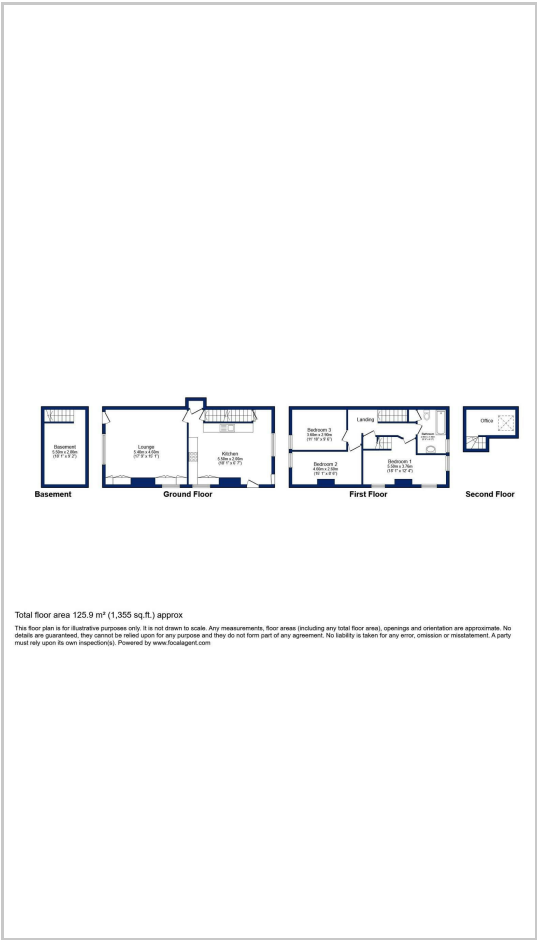 Basement
5.50m x 2.80m
(18' 1" x 9' 2")
Lounge
5.40m x 4.60m
(17' 9" x 15' 1")
Kitchen
5.50m x 2.00m
(18' 1" x 6' 7")
Bedroom 3
3.60m x 2.90m
(11' 10" x 9' 6")
Landing
Bathroom
Bedroom 2
4.60m x 2.50m
Bedroom 1
5.50m x 3.76m
(18' 1" x 12' 4")
Office
Basement
Ground Floor
First Floor
Second Floor
Total floor area 125.9 m² (1,355 sq.ft.) approx
This floor plan is for illustrative purposes only. It is not drawn to scale. Any measurements, floor areas (including any total floor area), openings and orientation are approximate. No
details are guaranteed, they cannot be relied upon for any purpose and they do not form part of any agreement. No liability is taken for any error, omission or misstatement. A party
must rely upon its own inspection(s). Powered by www.focalagent.com